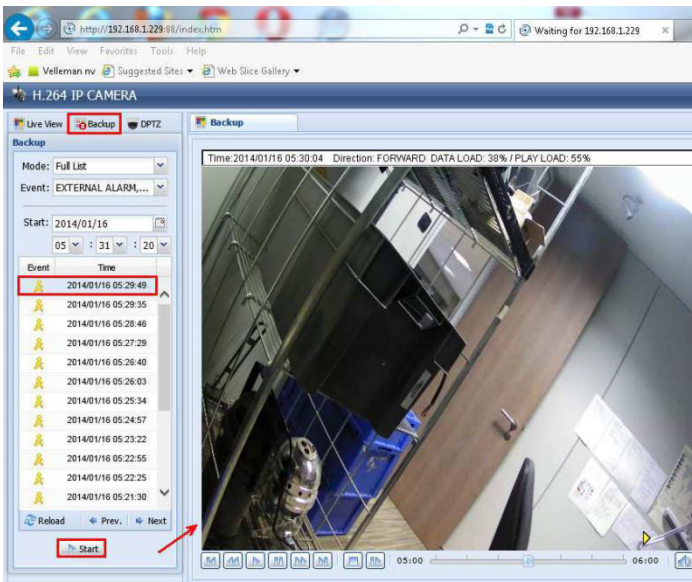 http://192.168.1.229:88/index.htm
Waiting for 192.168.1.229
File Edit View Favorites Tools Help
Velleman nv Suggested Sites Web Slice Gallery
H.264 IP CAMERA
Live View Backup DPTZ
Backup
Backup
Mode: Full List
Event: EXTERNAL ALARM,...
Start: 2014/01/16
05 : 31 : 20
Event Time
2014/01/16 05:29:49
2014/01/16 05:29:35
2014/01/16 05:28:46
2014/01/16 05:27:29
2014/01/16 05:26:40
2014/01/16 05:26:03
2014/01/16 05:25:34
2014/01/16 05:24:57
2014/01/16 05:23:22
2014/01/16 05:22:55
2014/01/16 05:22:25
2014/01/16 05:21:30
Reload Prev. Next
Start
Time:2014/01/16 05:30:04 Direction: FORWARD DATA LOAD: 38% / PLAY LOAD: 55%
05:00 06:00